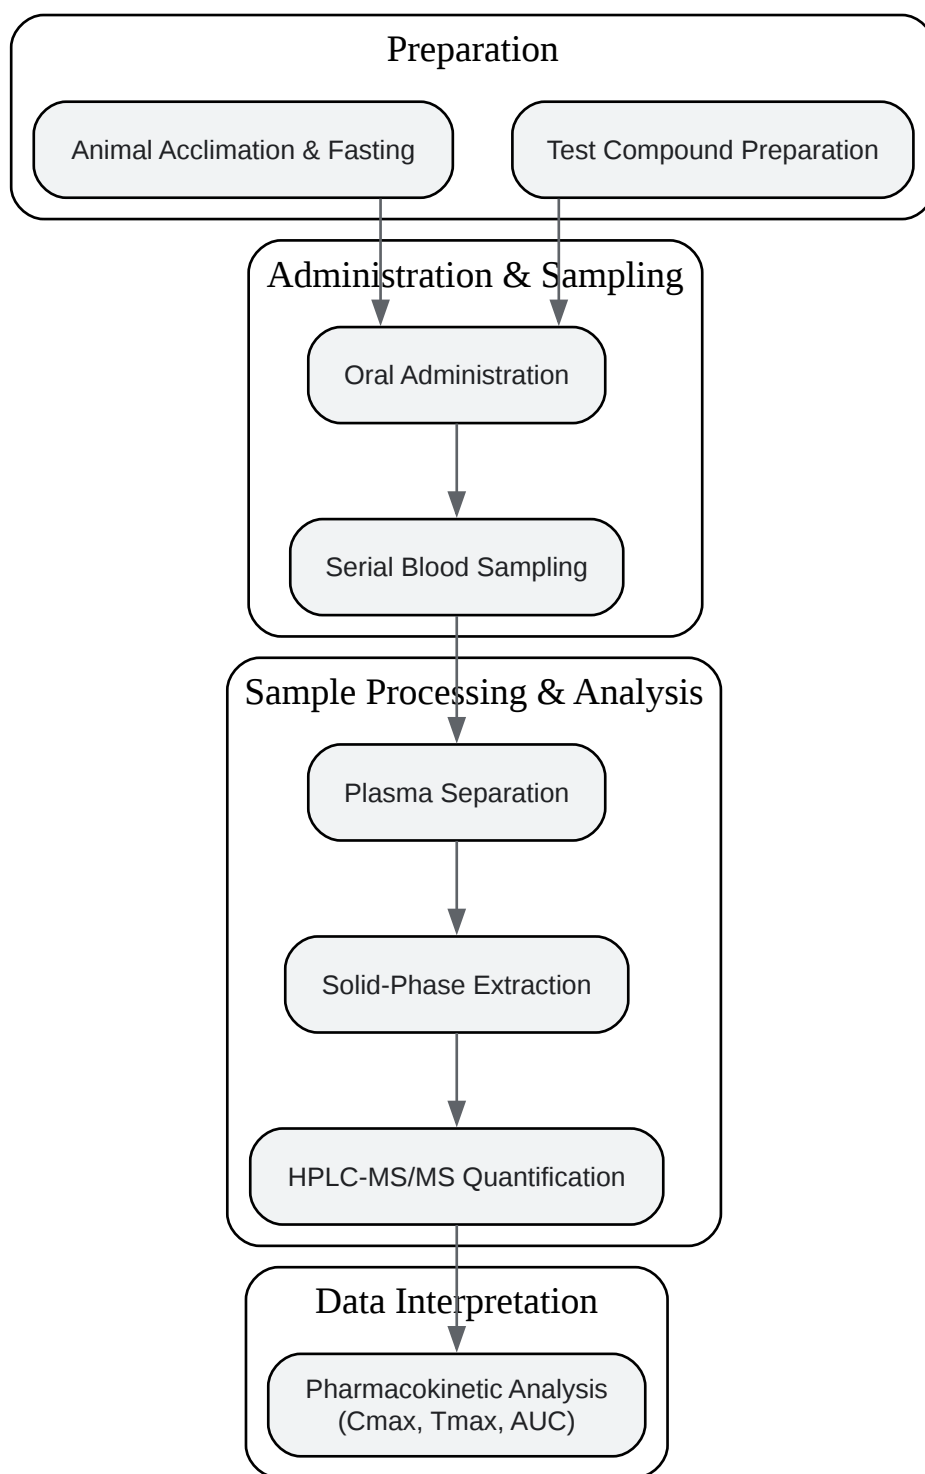 Preparation
Animal Acclimation & Fasting
Test Compound Preparation
Administration & Sampling
Oral Administration
Serial Blood Sampling
Sample Processing & Analysis
Plasma Separation
Solid-Phase Extraction
HPLC-MS/MS Quantification
Data Interpretation
Pharmacokinetic Analysis
(Cmax, Tmax, AUC)